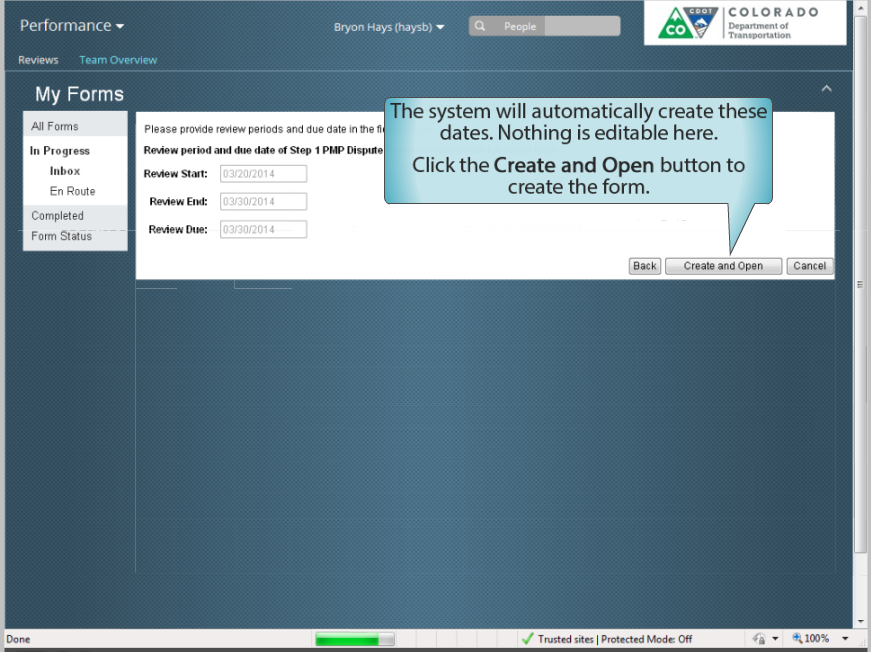 Performance
Bryon Hays (haysb)
People
CO
CDOT
COLORADO
Department of
Transportation
Reviews Team Overview
My Forms
All Forms
In Progress
Inbox
En Route
Completed
Form Status
Please provide review periods and due date in the fi
Review period and due date of Step 1 PMP Dispute
Review Start: 03/20/2014
Review End: 03/30/2014
Review Due: 03/30/2014
The system will automatically create these
dates. Nothing is editable here.
Click the Create and Open button to
create the form.
Back Create and Open Cancel
Done
Trusted sites | Protected Mode: Off
100%